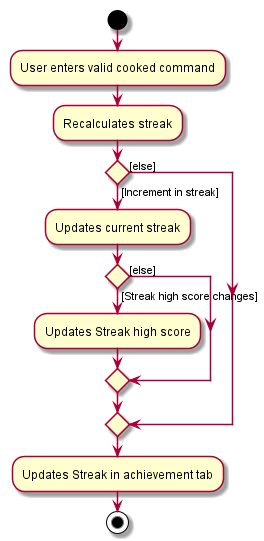 User enters valid cooked command
Recalculates streak
[else]
[Increment in streak]
Updates current streak
[else]
[Streak high score changes]
Updates Streak high score
Updates Streak in achievement tab